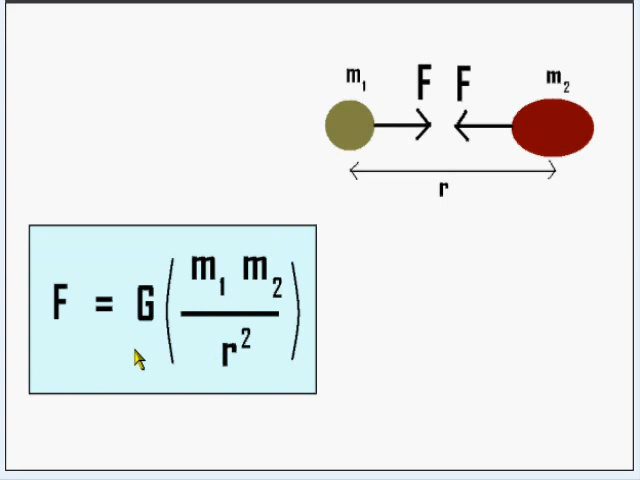 m₁ F F m₂
r
F = G ( m₁ m₂ / r² )